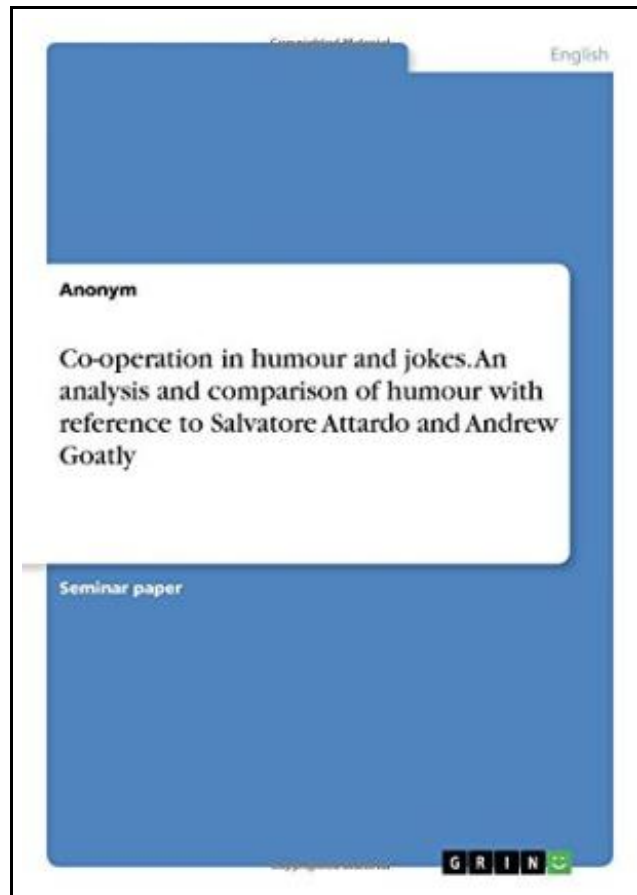 English
Anonym
Co-operation in humour and jokes. An
analysis and comparison of humour with
reference to Salvatore Attardo and Andrew
Goatly
Seminar paper
GRIN